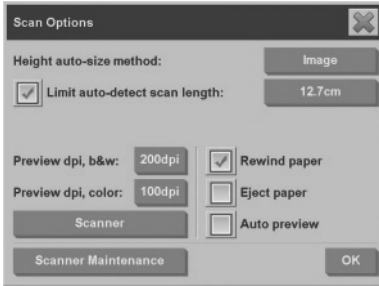 Scan Options
Height auto-size method: Image
Limit auto-detect scan length: 12.7cm
Preview dpi, b&w: 200dpi Rewind paper
Preview dpi, color: 100dpi Eject paper
Scanner Auto preview
Scanner Maintenance OK